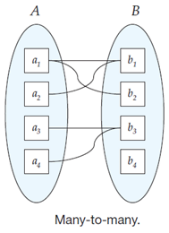 A B
a₁ b₁
a₂ b₂
a₃ b₃
a₄ b₄
Many-to-many.